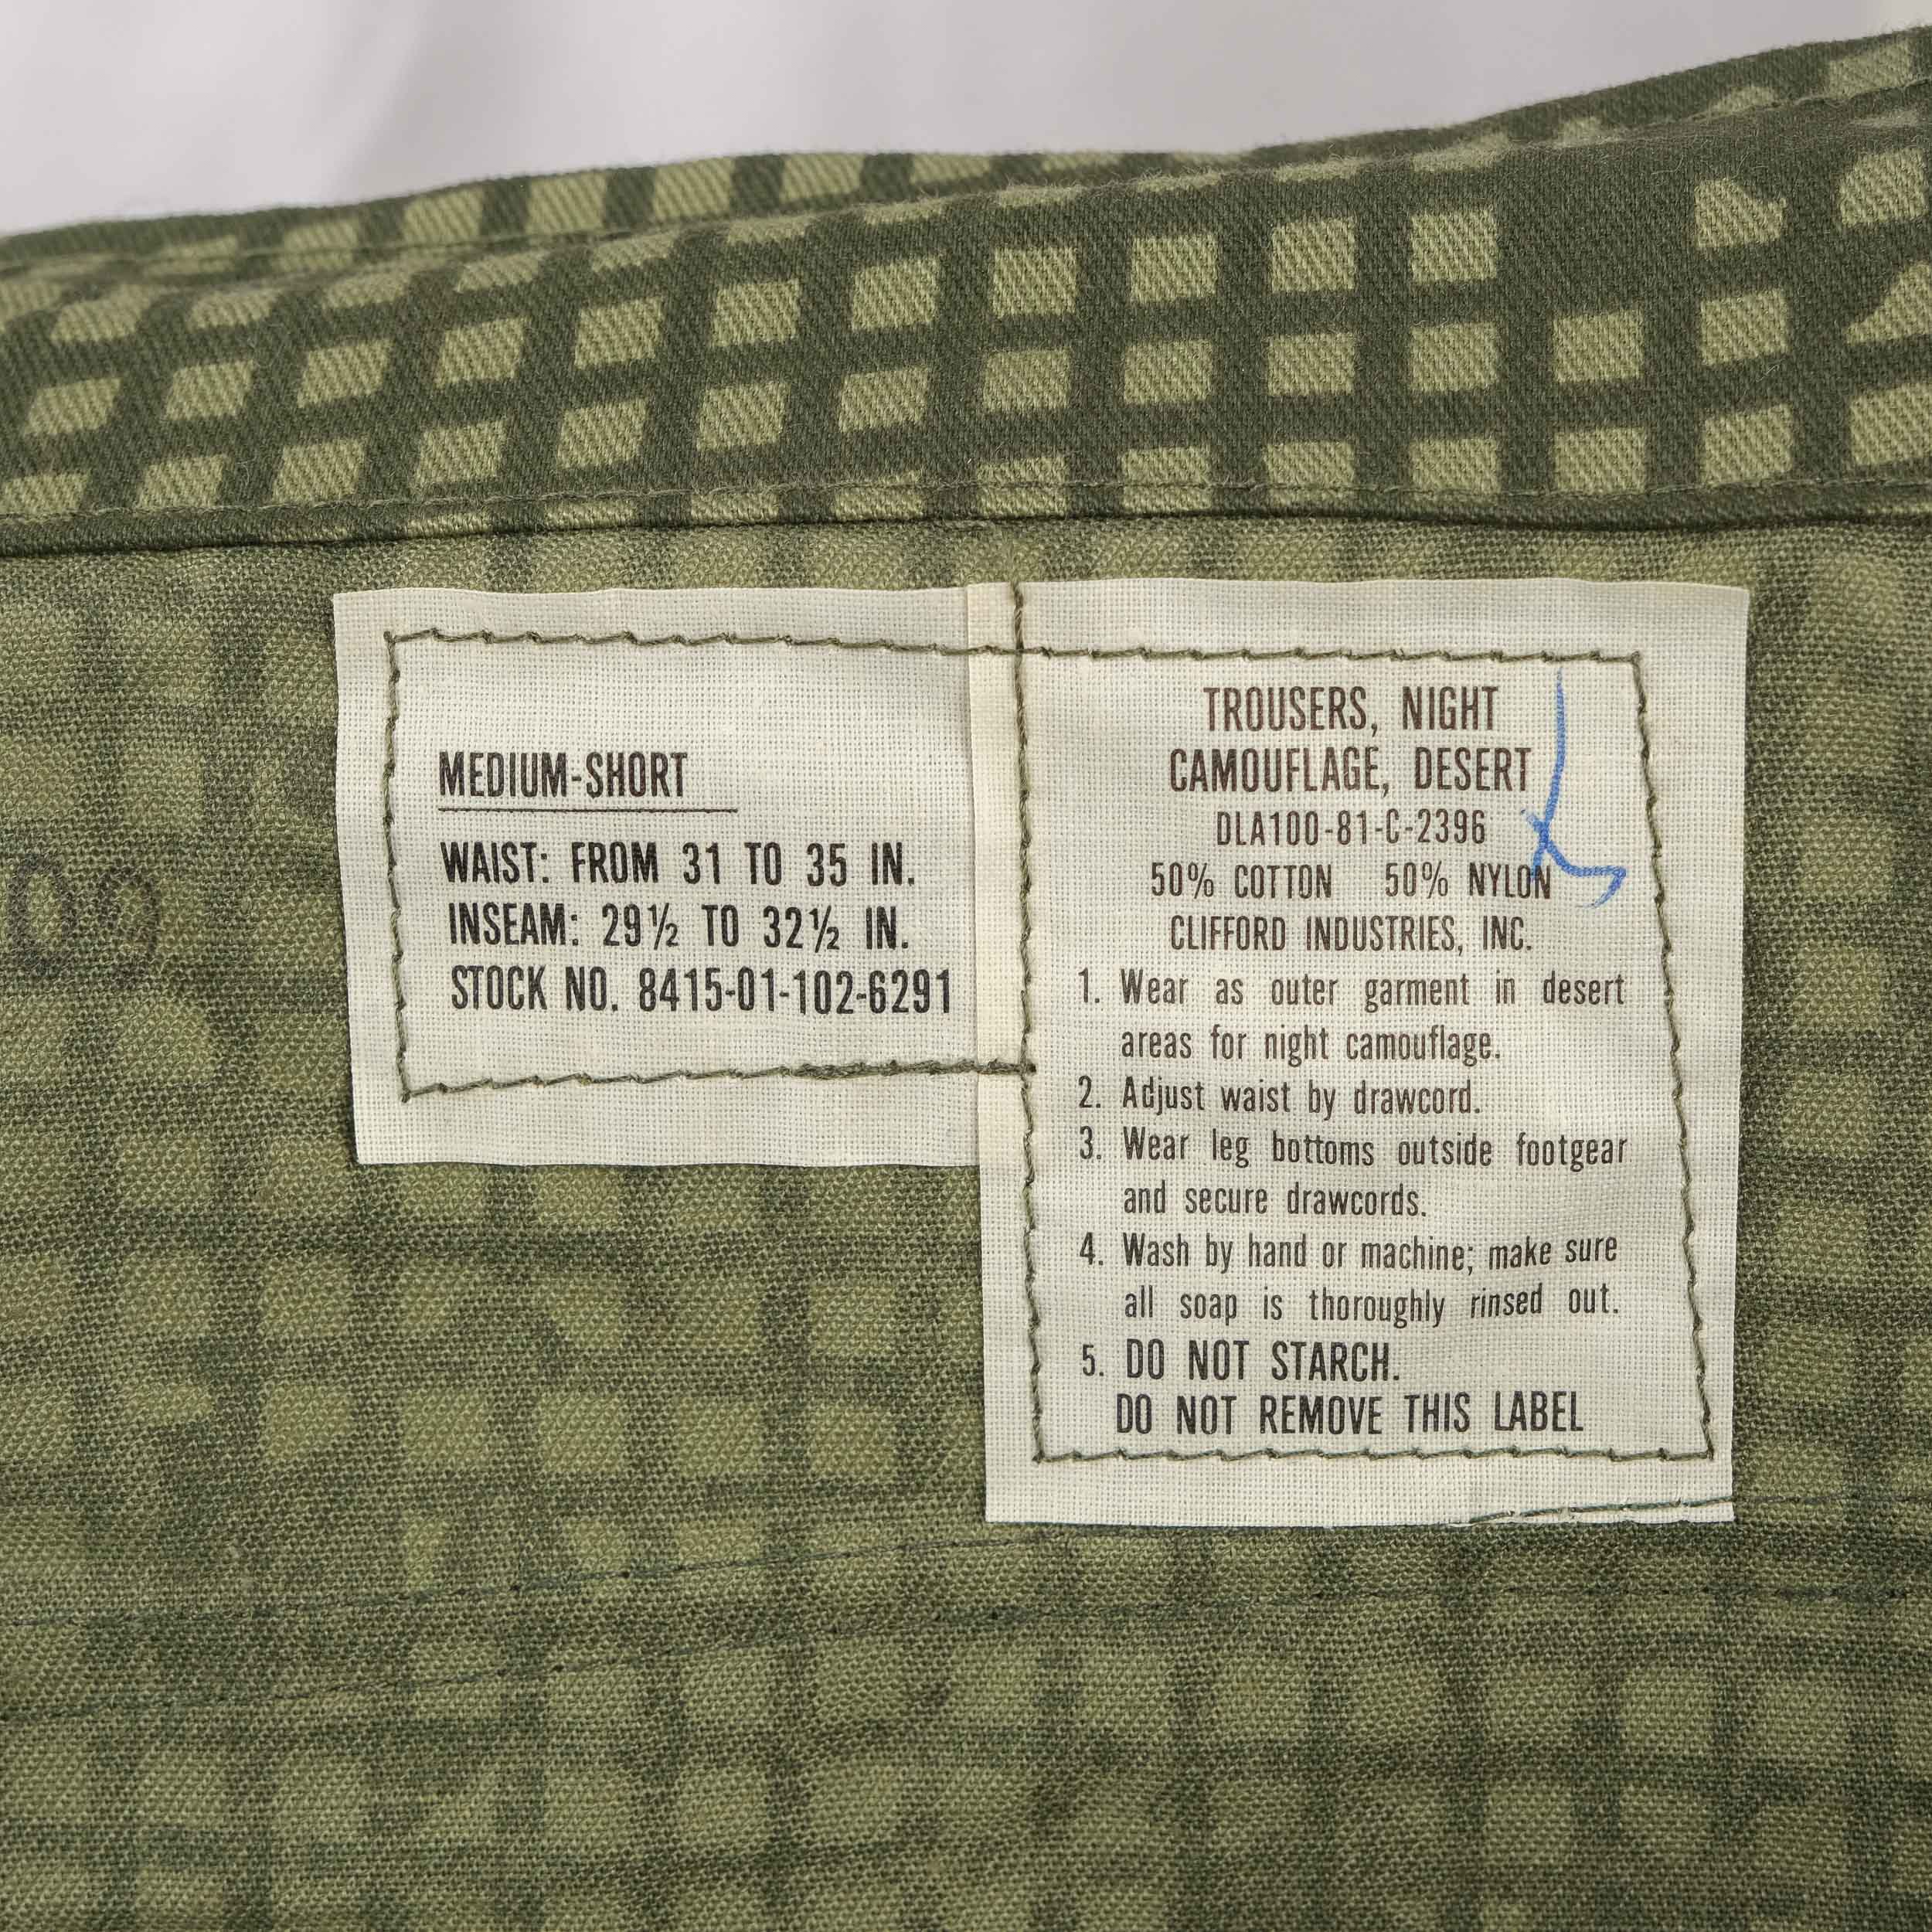 MEDIUM-SHORT
WAIST: FROM 31 TO 35 IN.
INSEAM: 29½ TO 32½ IN.
STOCK NO. 8415-01-102-6291
TROUSERS, NIGHT
CAMOUFLAGE, DESERT
DLA100-81-C-2396
50% COTTON 50% NYLON
CLIFFORD INDUSTRIES, INC.
1. Wear as outer garment in desert
areas for night camouflage.
2. Adjust waist by drawcord.
3. Wear leg bottoms outside footgear
and secure drawcords.
4. Wash by hand or machine; make sure
all soap is thoroughly rinsed out.
5. DO NOT STARCH.
DO NOT REMOVE THIS LABEL